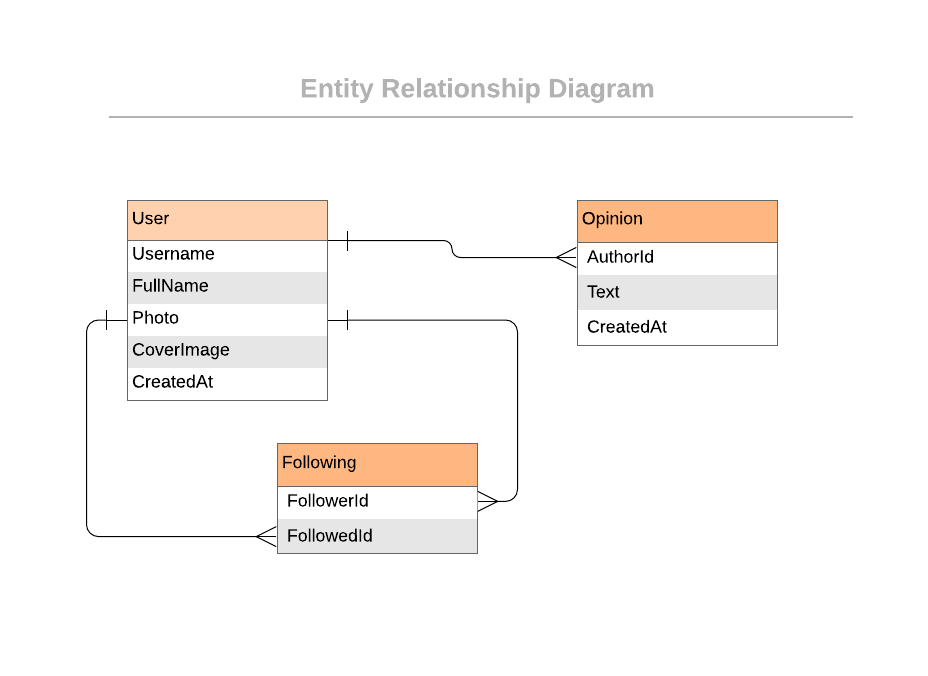 Entity Relationship Diagram
User
Username
FullName
Photo
CoverImage
CreatedAt
Opinion
AuthorId
Text
CreatedAt
Following
FollowerId
FollowedId